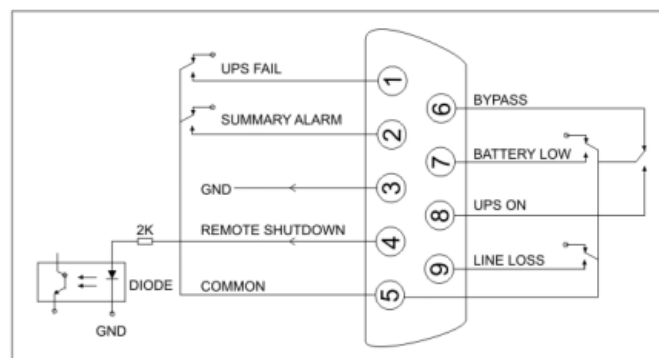 UPS FAIL
1
SUMMARY ALARM
2
GND
3
2K
REMOTE SHUTDOWN
4
DIODE
COMMON
5
GND
6
BYPASS
7
BATTERY LOW
8
UPS ON
9
LINE LOSS